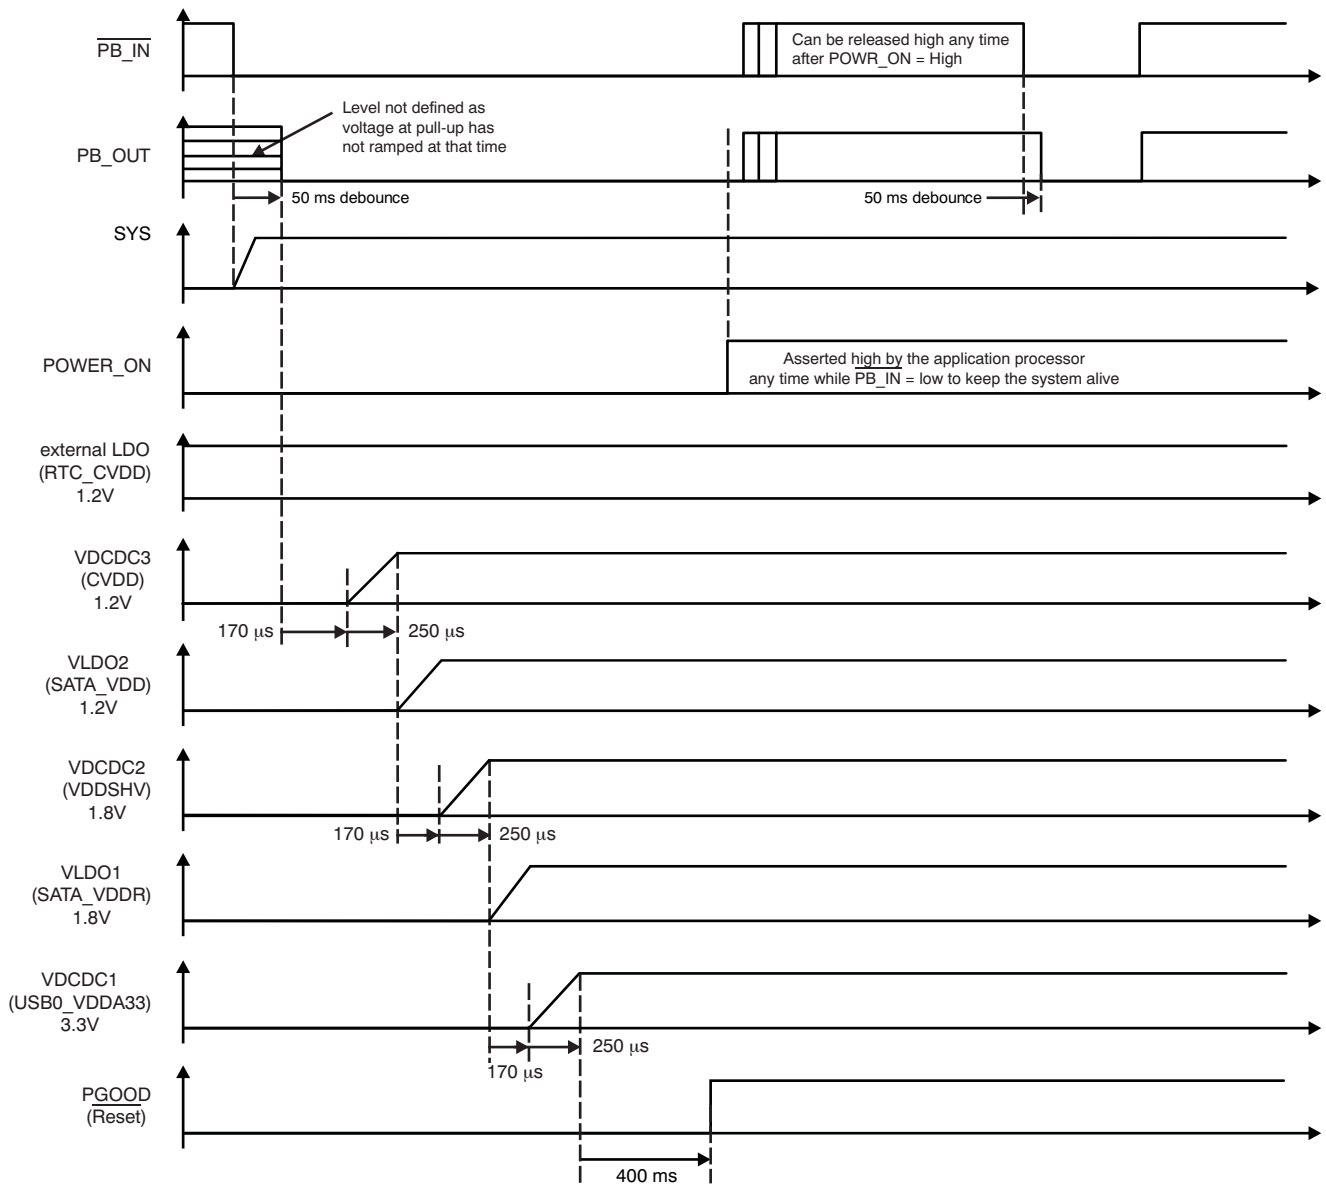 PB_IN
Can be released high any time
after POWR_ON = High
Level not defined as
voltage at pull-up has
not ramped at that time
PB_OUT
50 ms debounce
50 ms debounce
SYS
POWER_ON
Asserted high by the application processor
any time while PB_IN = low to keep the system alive
external LDO
(RTC_CVDD)
1.2V
VDCDC3
(CVDD)
1.2V
170 μs
250 μs
VLDO2
(SATA_VDD)
1.2V
VDCDC2
(VDDSHV)
1.8V
170 μs
250 μs
VLDO1
(SATA_VDDR)
1.8V
VDCDC1
(USB0_VDDA33)
3.3V
250 μs
170 μs
PGOOD
(Reset)
400 ms